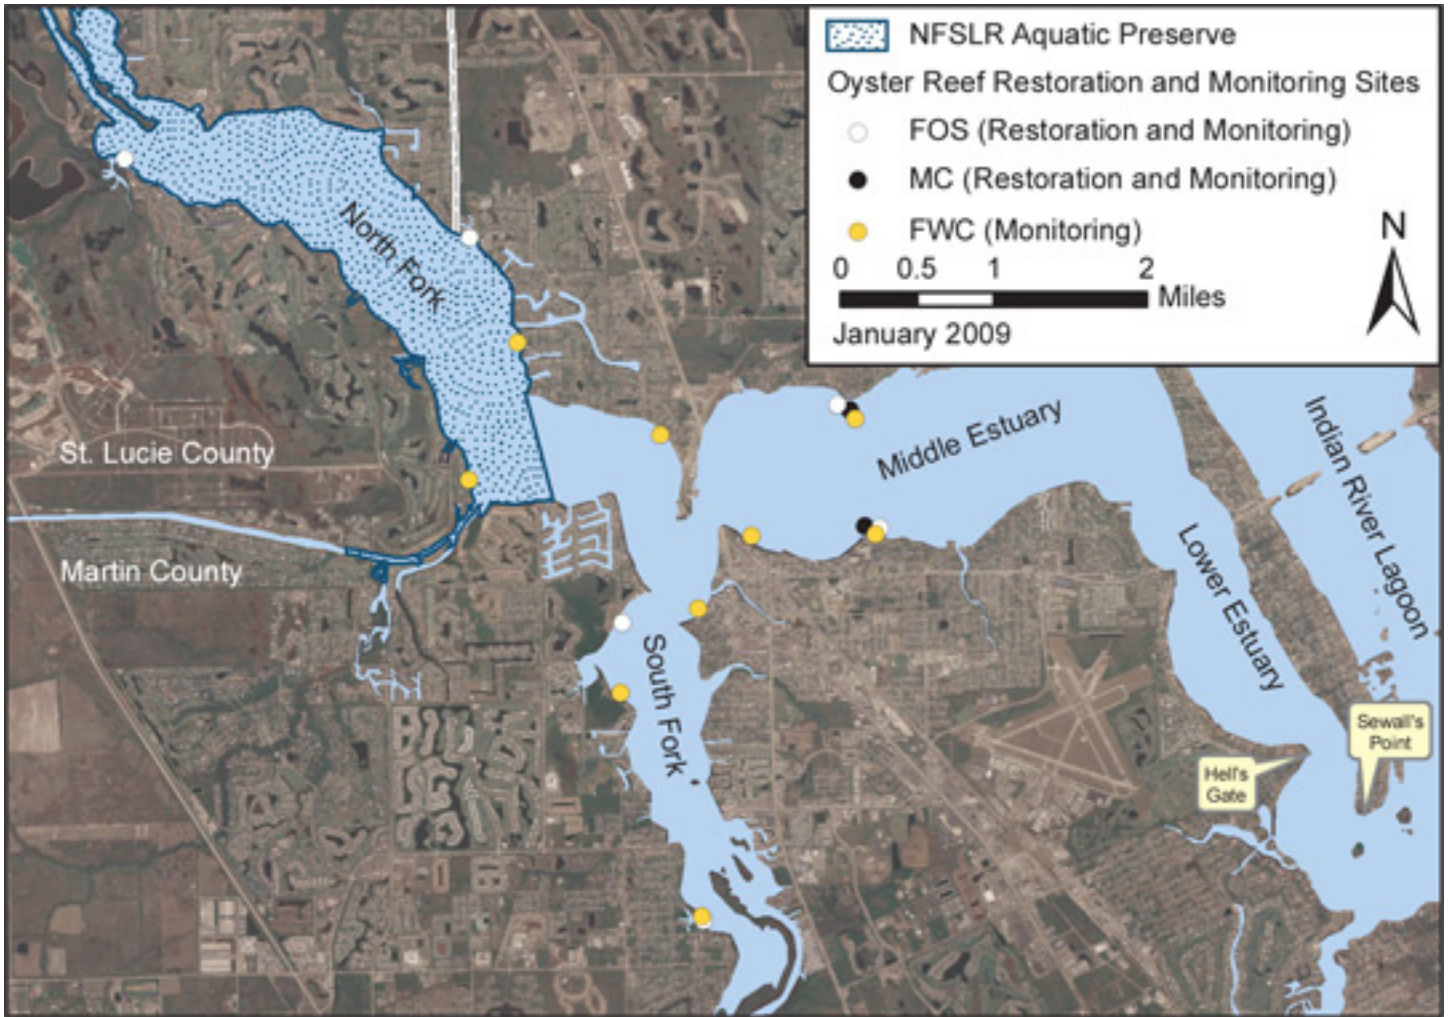 NFSLR Aquatic Preserve
Oyster Reef Restoration and Monitoring Sites
FOS (Restoration and Monitoring)
MC (Restoration and Monitoring)
FWC (Monitoring)
N
0 0.5 1 2
Miles
January 2009
North Fork
St. Lucie County
Martin County
Middle Estuary
Indian River Lagoon
Lower Estuary
South Fork
Sewall's
Point
Hell's
Gate